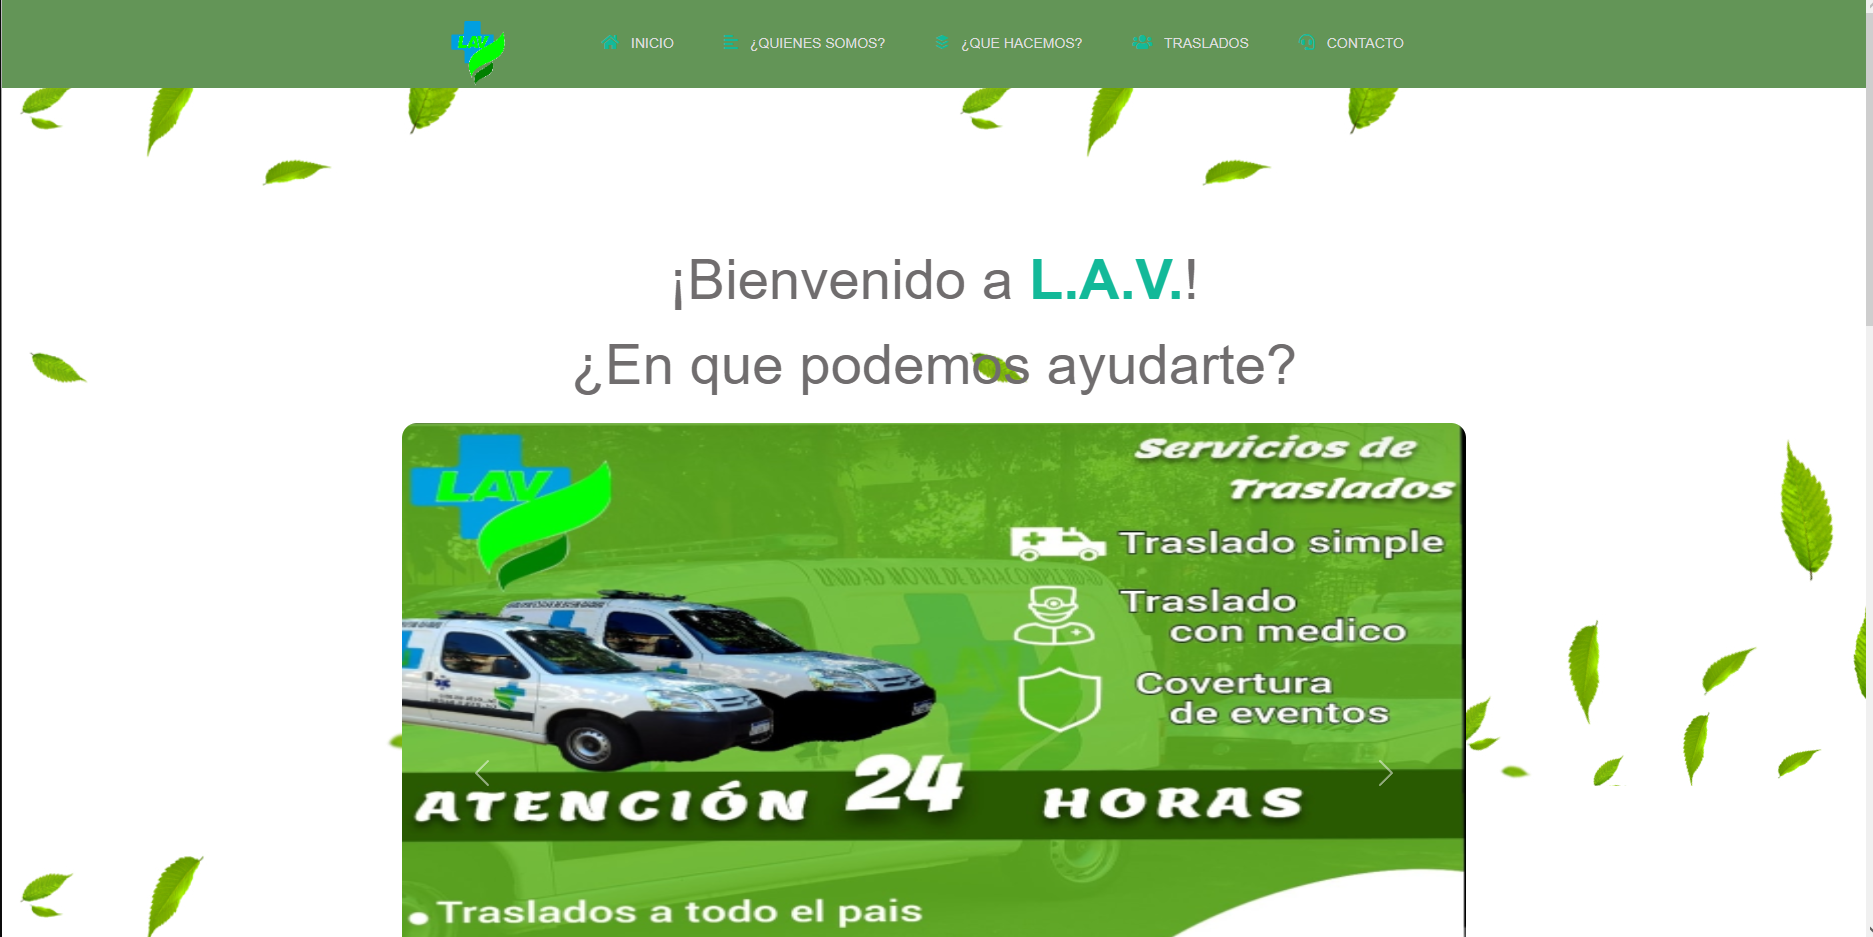 LAV
INICIO
¿QUIENES SOMOS?
¿QUE HACEMOS?
TRASLADOS
CONTACTO
¡Bienvenido a L.A.V.!
¿En que podemos ayudarte?
LAV
Servicios de
Traslados
Traslado simple
Traslado
con medico
Covertura
de eventos
UNIDAD MOVIL DE BAJA COMPLEJIDAD
LAV
ATENCIÓN 24 HORAS
Traslados a todo el pais